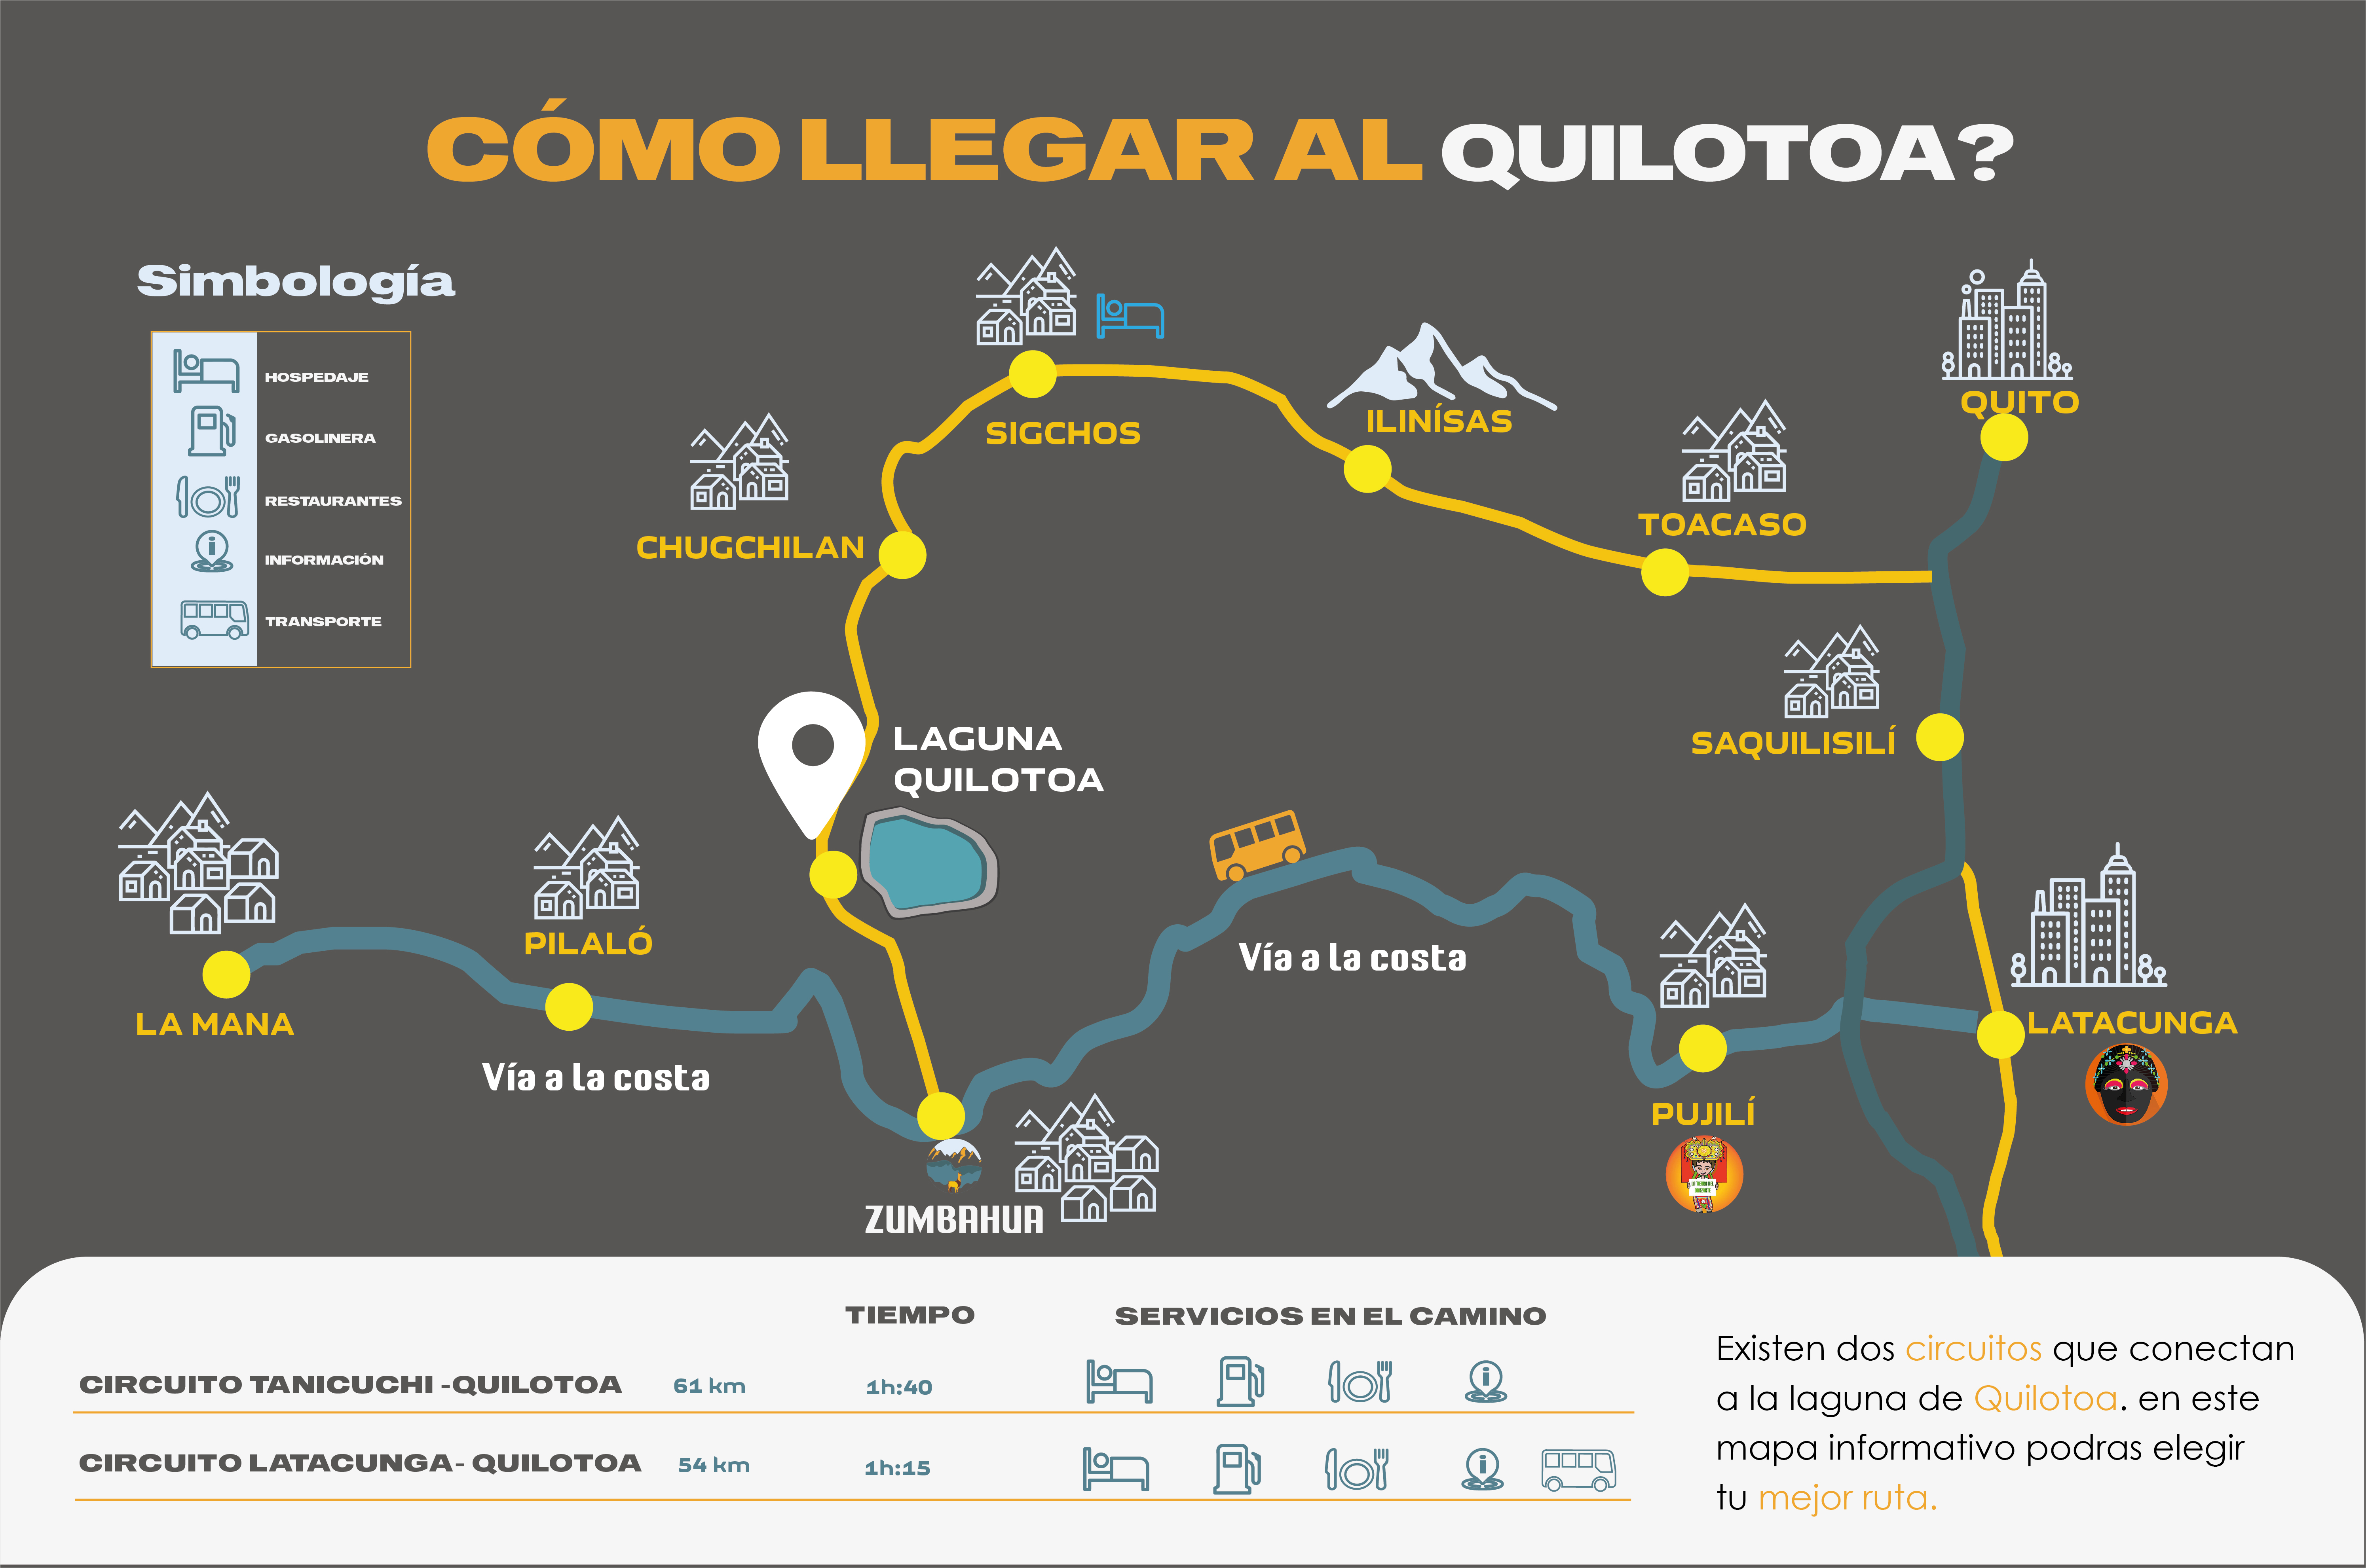 CÓMO LLEGAR AL QUILOTOA?
Simbología
HOSPEDAJE
GASOLINERA
RESTAURANTES
INFORMACIÓN
TRANSPORTE
SIGCHOS
ILINÍSAS
QUITO
CHUGCHILAN
TOACASO
SAQUILISILÍ
LAGUNA
QUILOTOA
PILALÓ
LA MANA
Vía a la costa
Vía a la costa
LATACUNGA
PUJILÍ
ZUMBAHUA
TIEMPO
SERVICIOS EN EL CAMINO
CIRCUITO TANICUCHI -QUILOTOA 61 km 1h:40
CIRCUITO LATACUNGA- QUILOTOA 54 km 1h:15
Existen dos circuitos que conectan
a la laguna de Quilotoa. en este
mapa informativo podras elegir
tu mejor ruta.